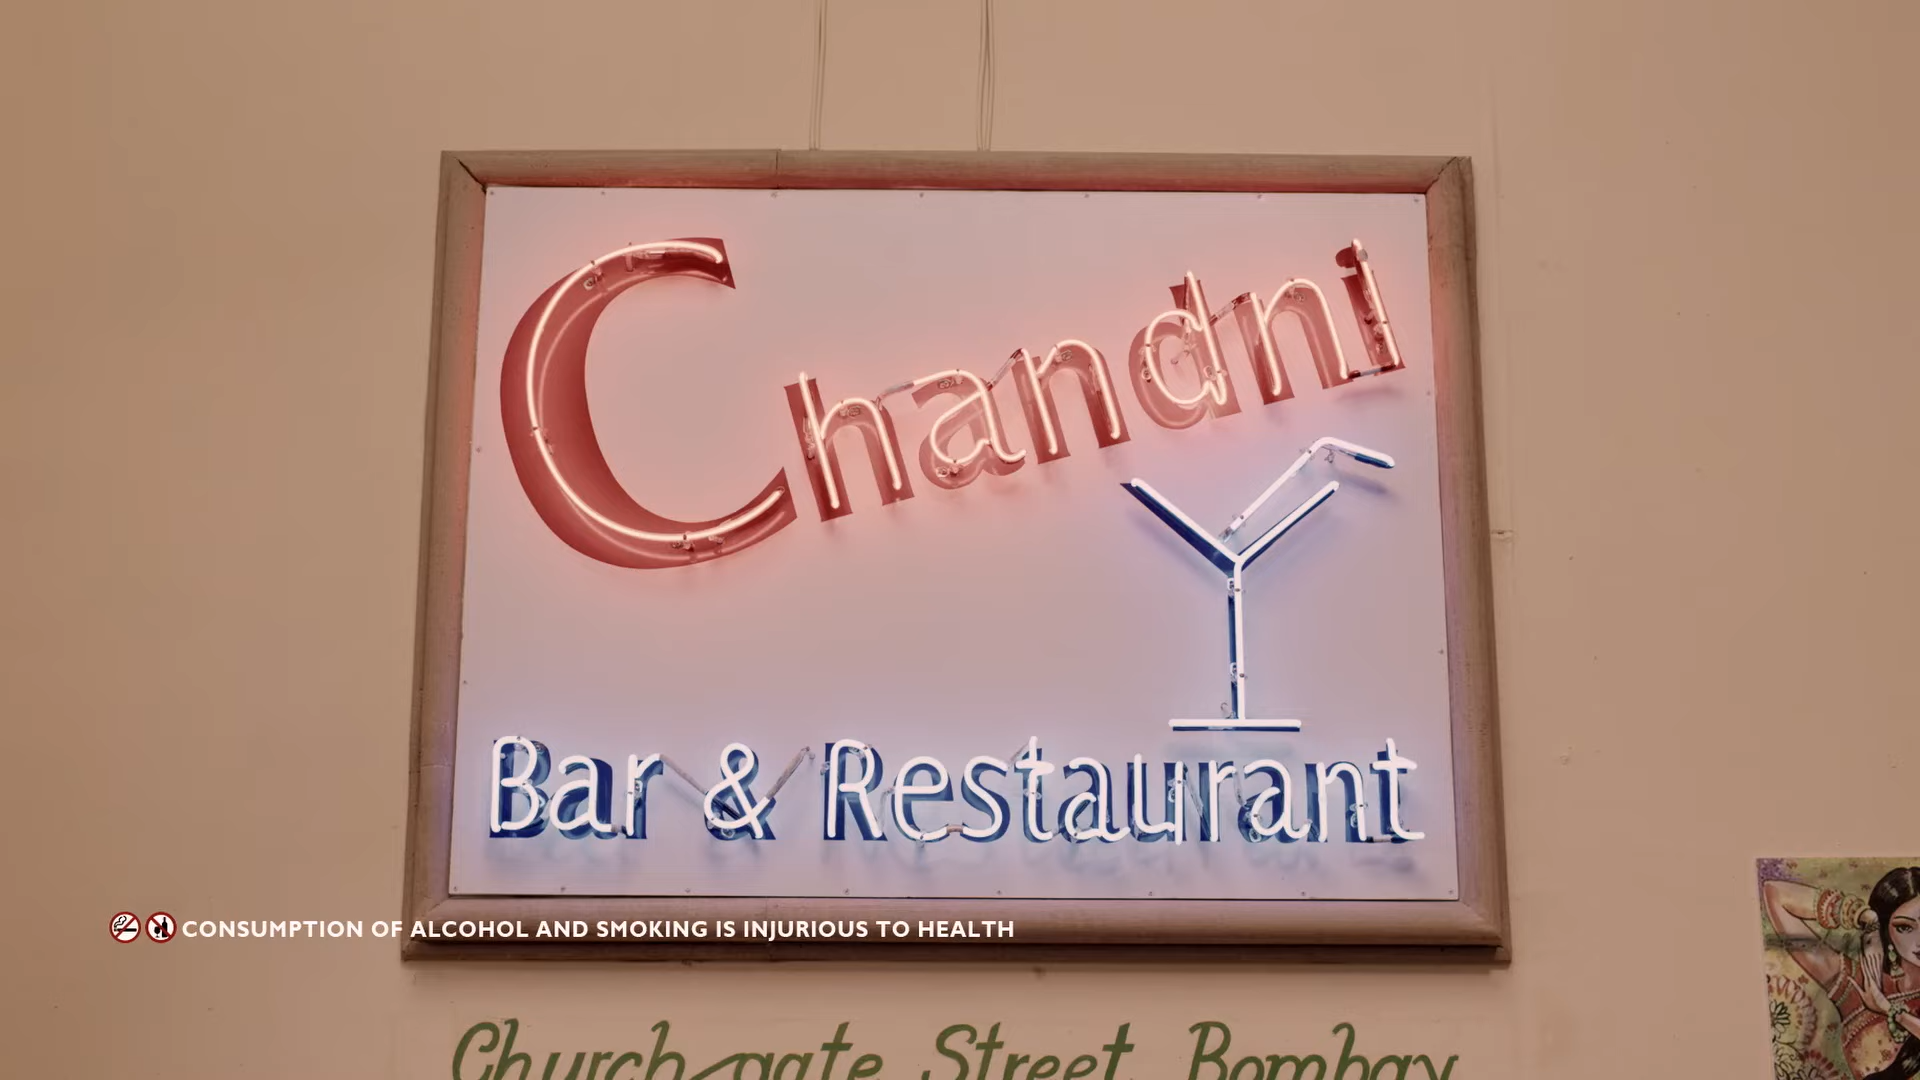 Chandni
Bar & Restaurant
CONSUMPTION OF ALCOHOL AND SMOKING IS INJURIOUS TO HEALTH
Churchgate Street Bombay